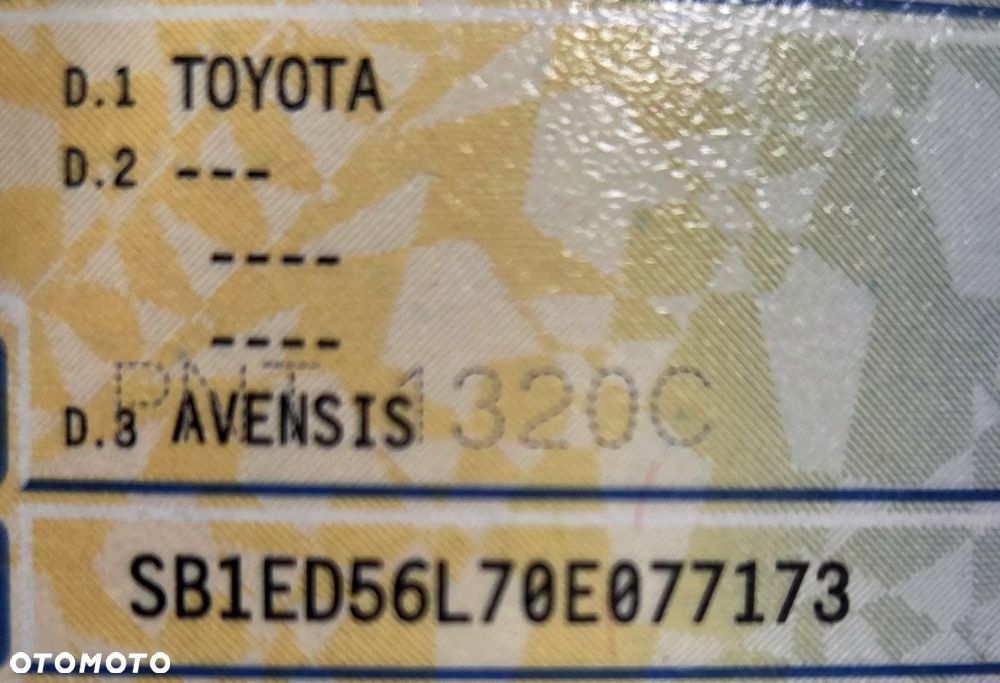 D.1 TOYOTA
D.2 ---
----
----
PNT 1320C
D.3 AVENSIS
SB1ED56L70E077173
OTOMOTO